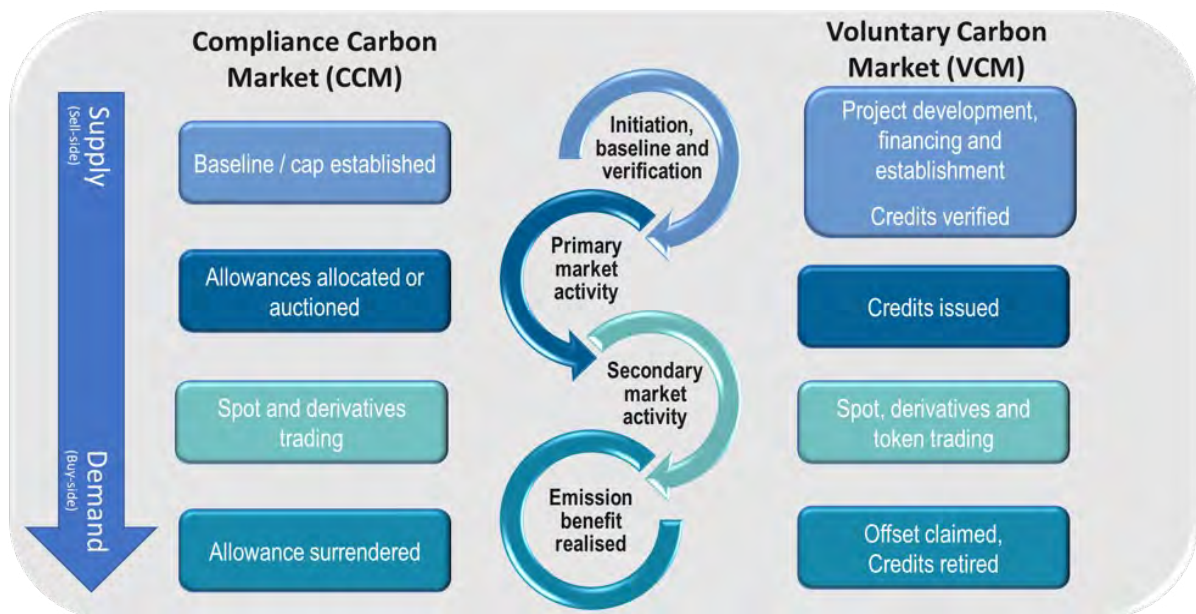 Compliance Carbon
Market (CCM)
Voluntary Carbon
Market (VCM)
Supply
(Sell-side)
Demand
(Buy-side)
Baseline / cap established
Initiation,
baseline and
verification
Project development,
financing and
establishment
Credits verified
Allowances allocated or
auctioned
Primary
market
activity
Credits issued
Spot and derivatives
trading
Secondary
market
activity
Spot, derivatives and
token trading
Allowance surrendered
Emission
benefit
realised
Offset claimed,
Credits retired